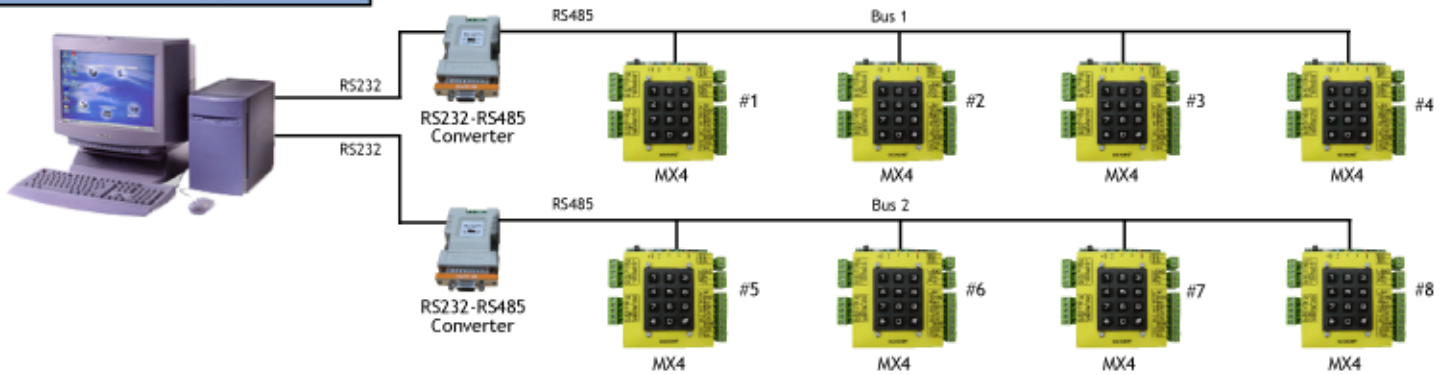 RS485
Bus 1
RS232
RS232-RS485
Converter
#1
#2
#3
#4
MX4
MX4
MX4
MX4
RS232
RS485
Bus 2
RS232-RS485
Converter
#5
#6
#7
#8
MX4
MX4
MX4
MX4